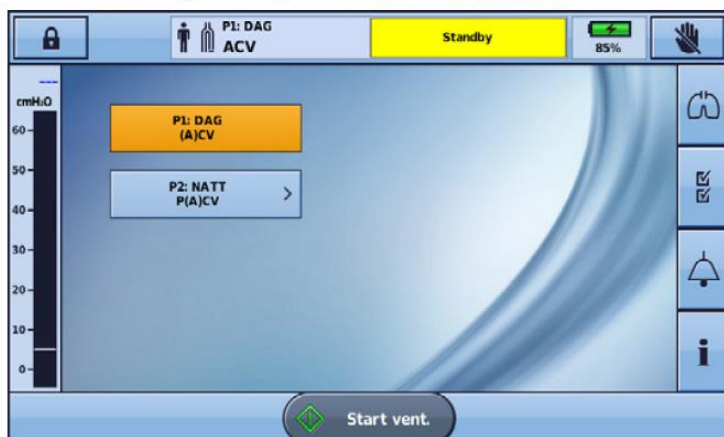 P1: DAG
ACV
Standby
85%
---
cmH₂O
60
50
40
30
20
10
0
P1: DAG
(A)CV
P2: NATT
P(A)CV
i
Start vent.